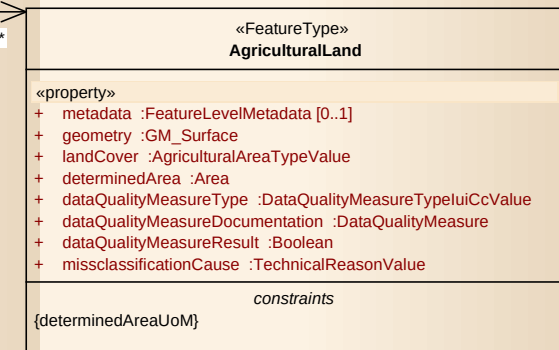 *
«FeatureType»
AgriculturalLand
«property»
+ metadata :FeatureLevelMetadata [0..1]
+ geometry :GM_Surface
+ landCover :AgriculturalAreaTypeValue
+ determinedArea :Area
+ dataQualityMeasureType :DataQualityMeasureTypeIuiCcValue
+ dataQualityMeasureDocumentation :DataQualityMeasure
+ dataQualityMeasureResult :Boolean
+ missclassificationCause :TechnicalReasonValue
constraints
{determinedAreaUoM}